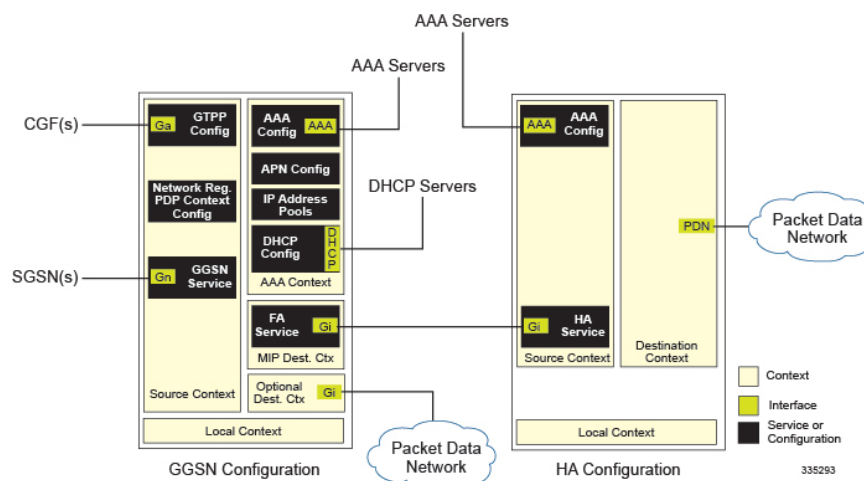 AAA Servers
AAA Servers
CGF(s)
Ga
GTPP
Config
AAA
Config
AAA
APN Config
Network Reg.
PDP Context
Config
IP Address
Pools
DHCP Servers
DHCP
Config
DHCP
AAA Context
SGSN(s)
Gn
GGSN
Service
FA
Service
Gi
MIP Dest. Ctx
Source Context
Optional
Dest. Ctx
Gi
Local Context
GGSN Configuration
Packet Data
Network
AAA
AAA
Config
PDN
Packet Data
Network
Gi
HA
Service
Source Context
Destination
Context
Local Context
HA Configuration
Context
Interface
Service or
Configuration
335293